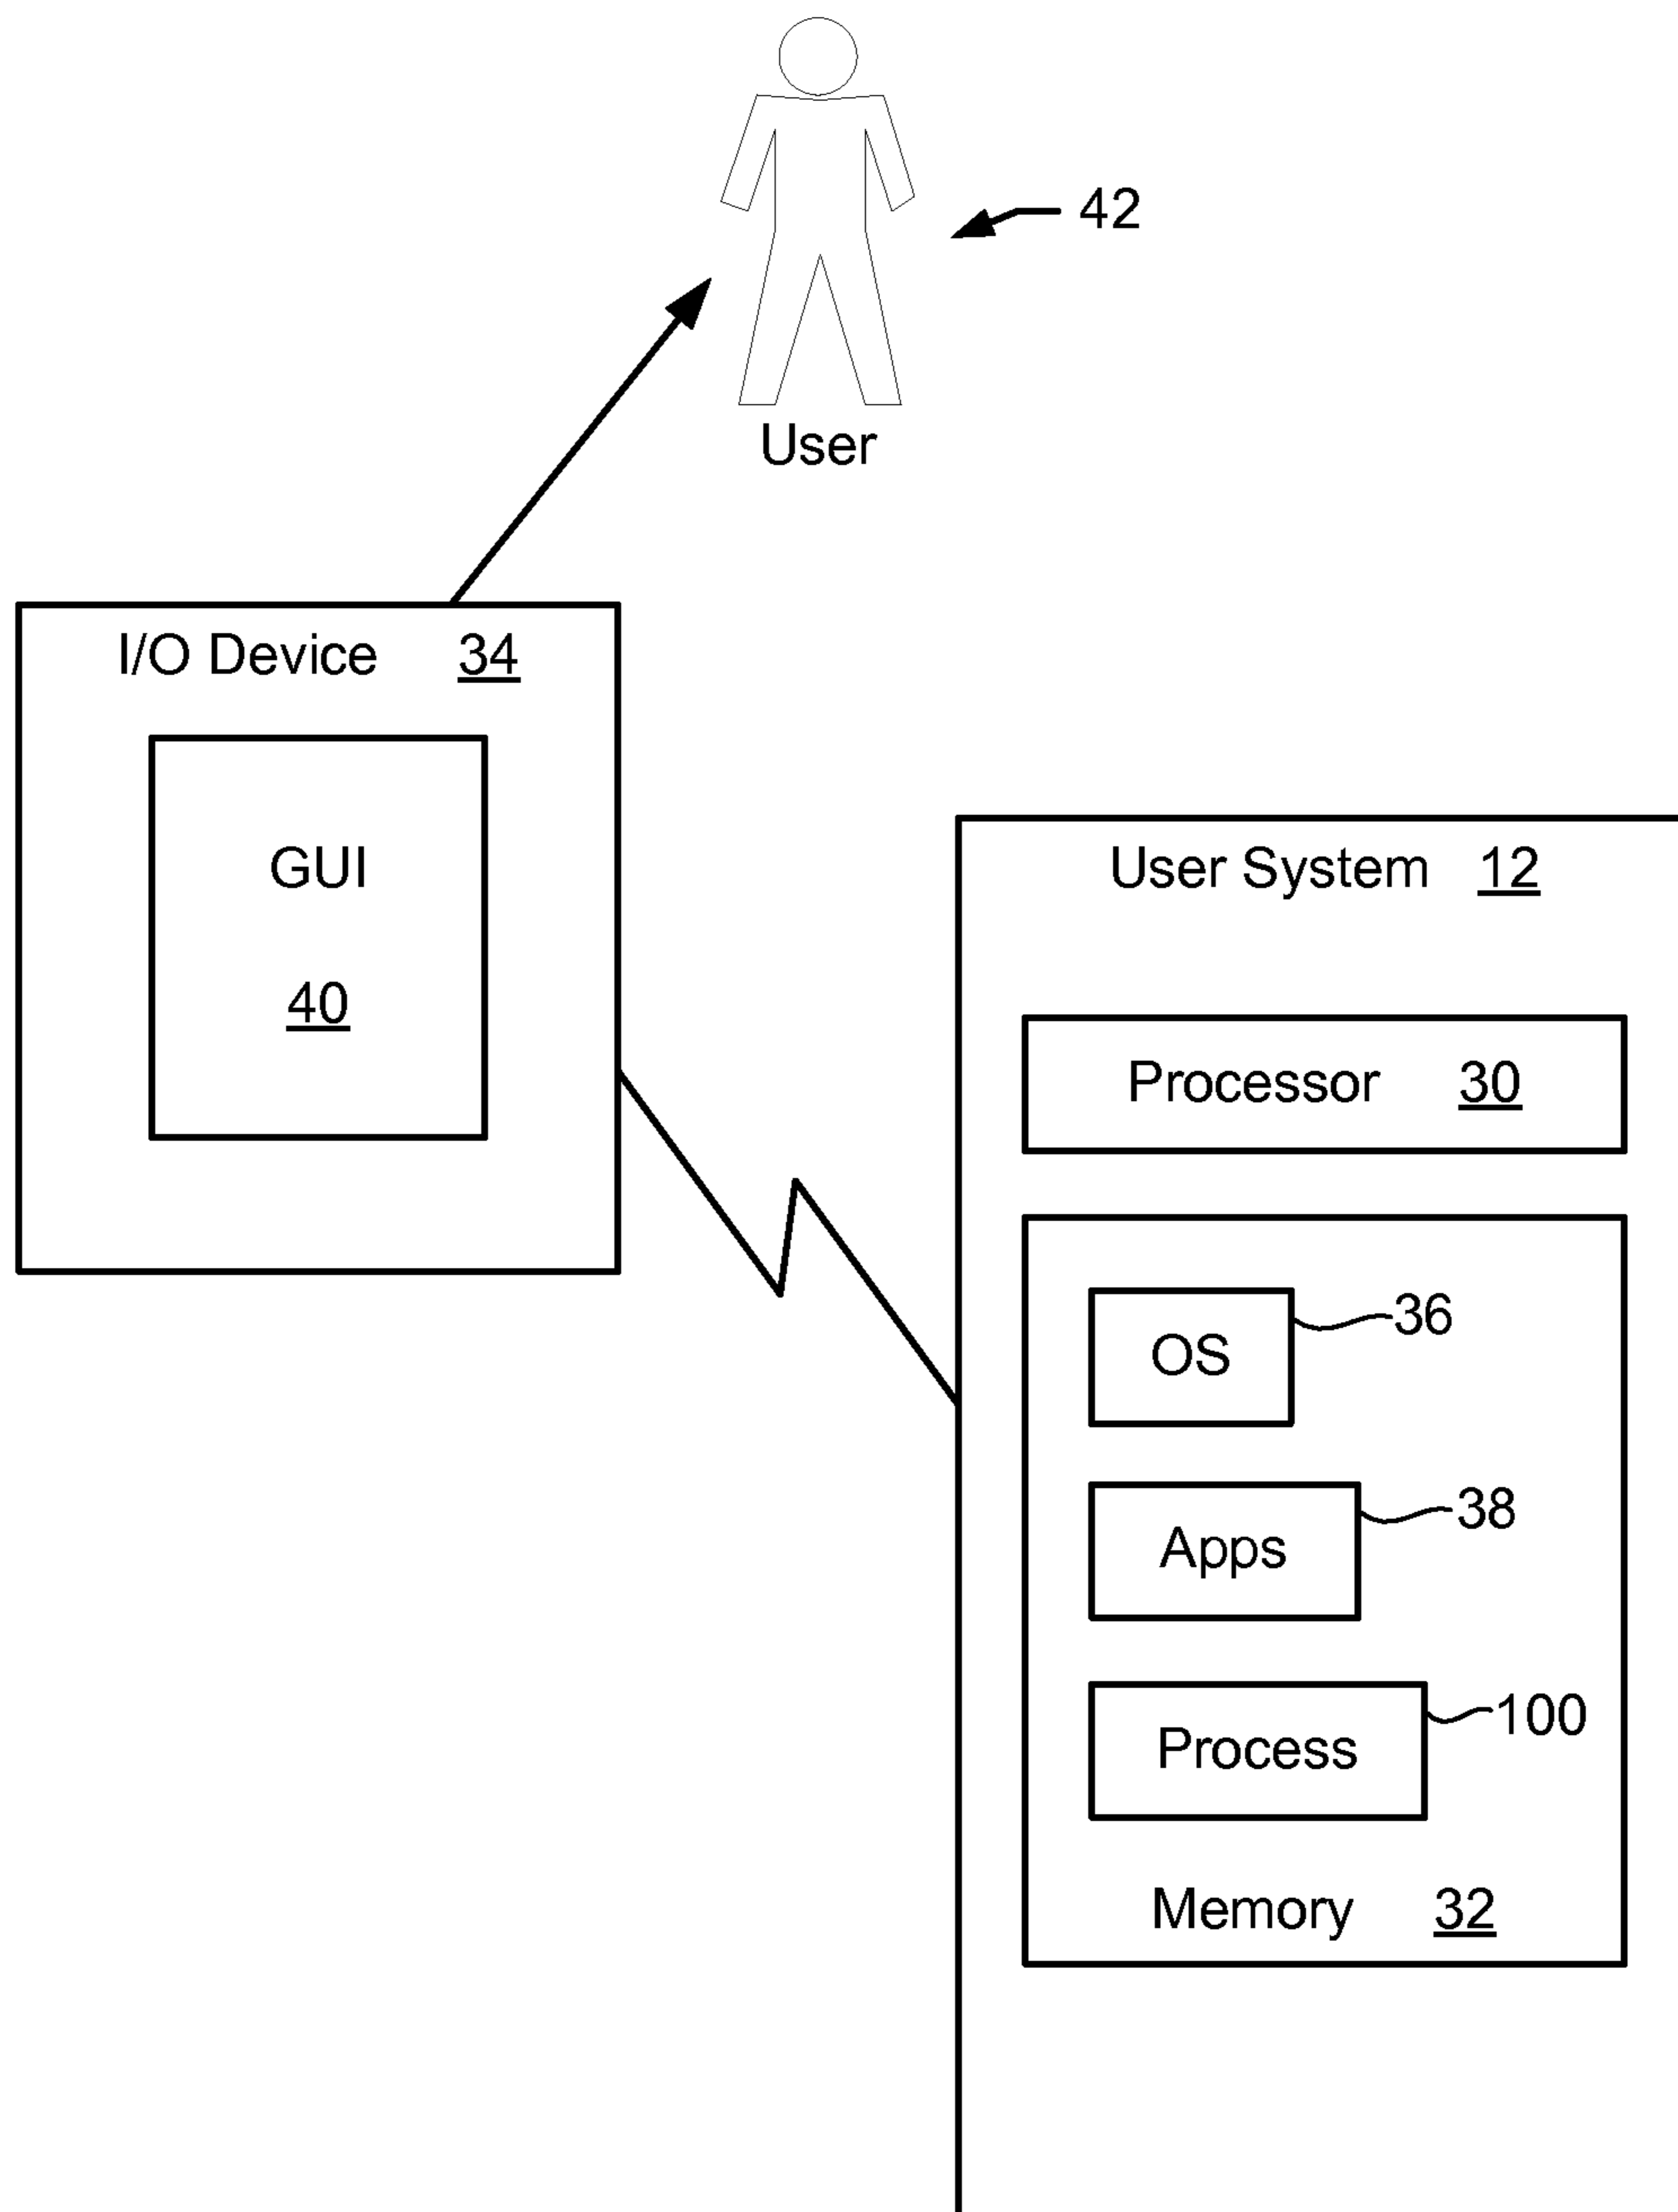 42
User
I/O Device 34
GUI
40
User System 12
Processor 30
OS
36
Apps
38
Process
100
Memory 32